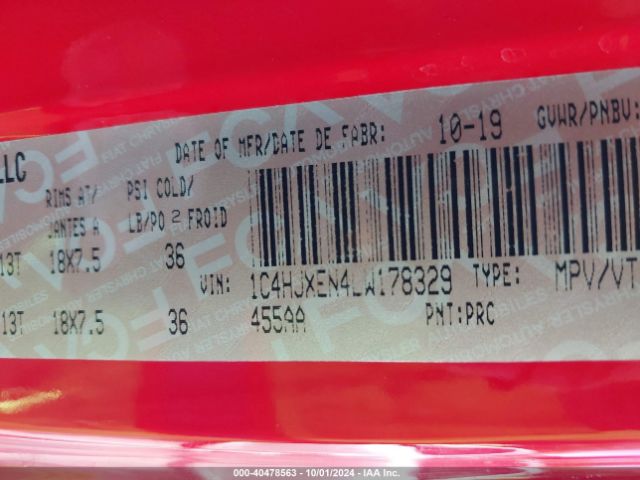 LLC
DATE OF MFR/DATE DE FABR: 10-19 GVWR/PNBV:
RIMS AT/ PSI COLD/
JANTES A LB/PO 2 FROID
13T 18X7.5 36
VIN: 1C4HJXEN4LW178329 TYPE: MPV/VT
13T 18X7.5 36 455AA PNT:PRC
000-40478563 | 10/01/2024 | IAA Inc.